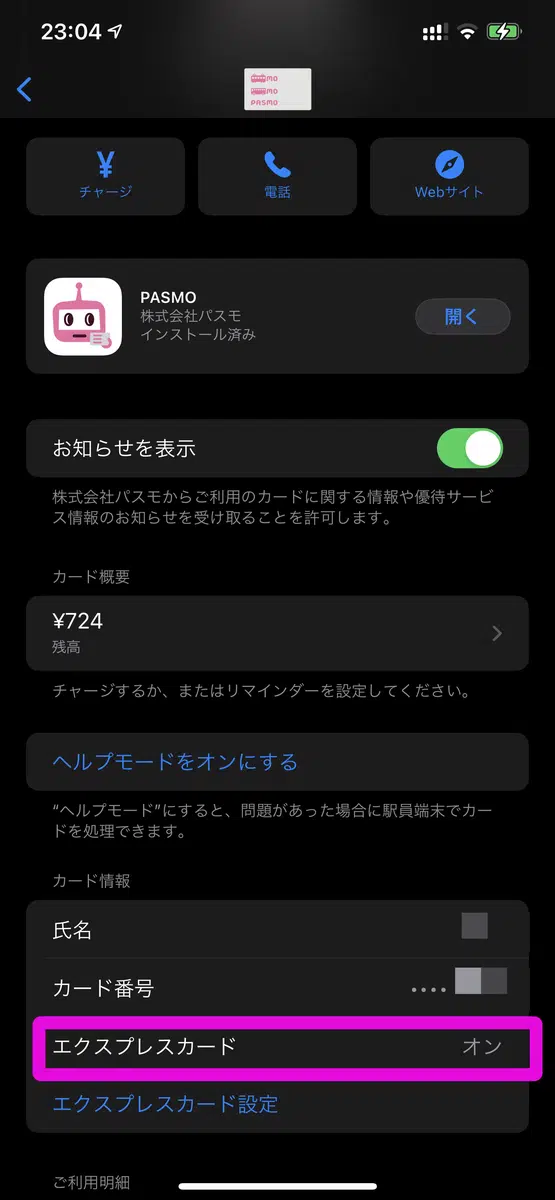 23:04
MO
MO
PASMO
¥
チャージ
電話
Webサイト
PASMO
株式会社パスモ
インストール済み
開く
お知らせを表示
株式会社パスモからご利用のカードに関する情報や優待サービ
ス情報のお知らせを受け取ることを許可します。
カード概要
¥724
残高
チャージするか、またはリマインダーを設定してください。
ヘルプモードをオンにする
“ヘルプモード”にすると、問題があった場合に駅員端末でカー
ドを処理できます。
カード情報
氏名
カード番号 ••••
エクスプレスカード オン
エクスプレスカード設定
ご利用明細